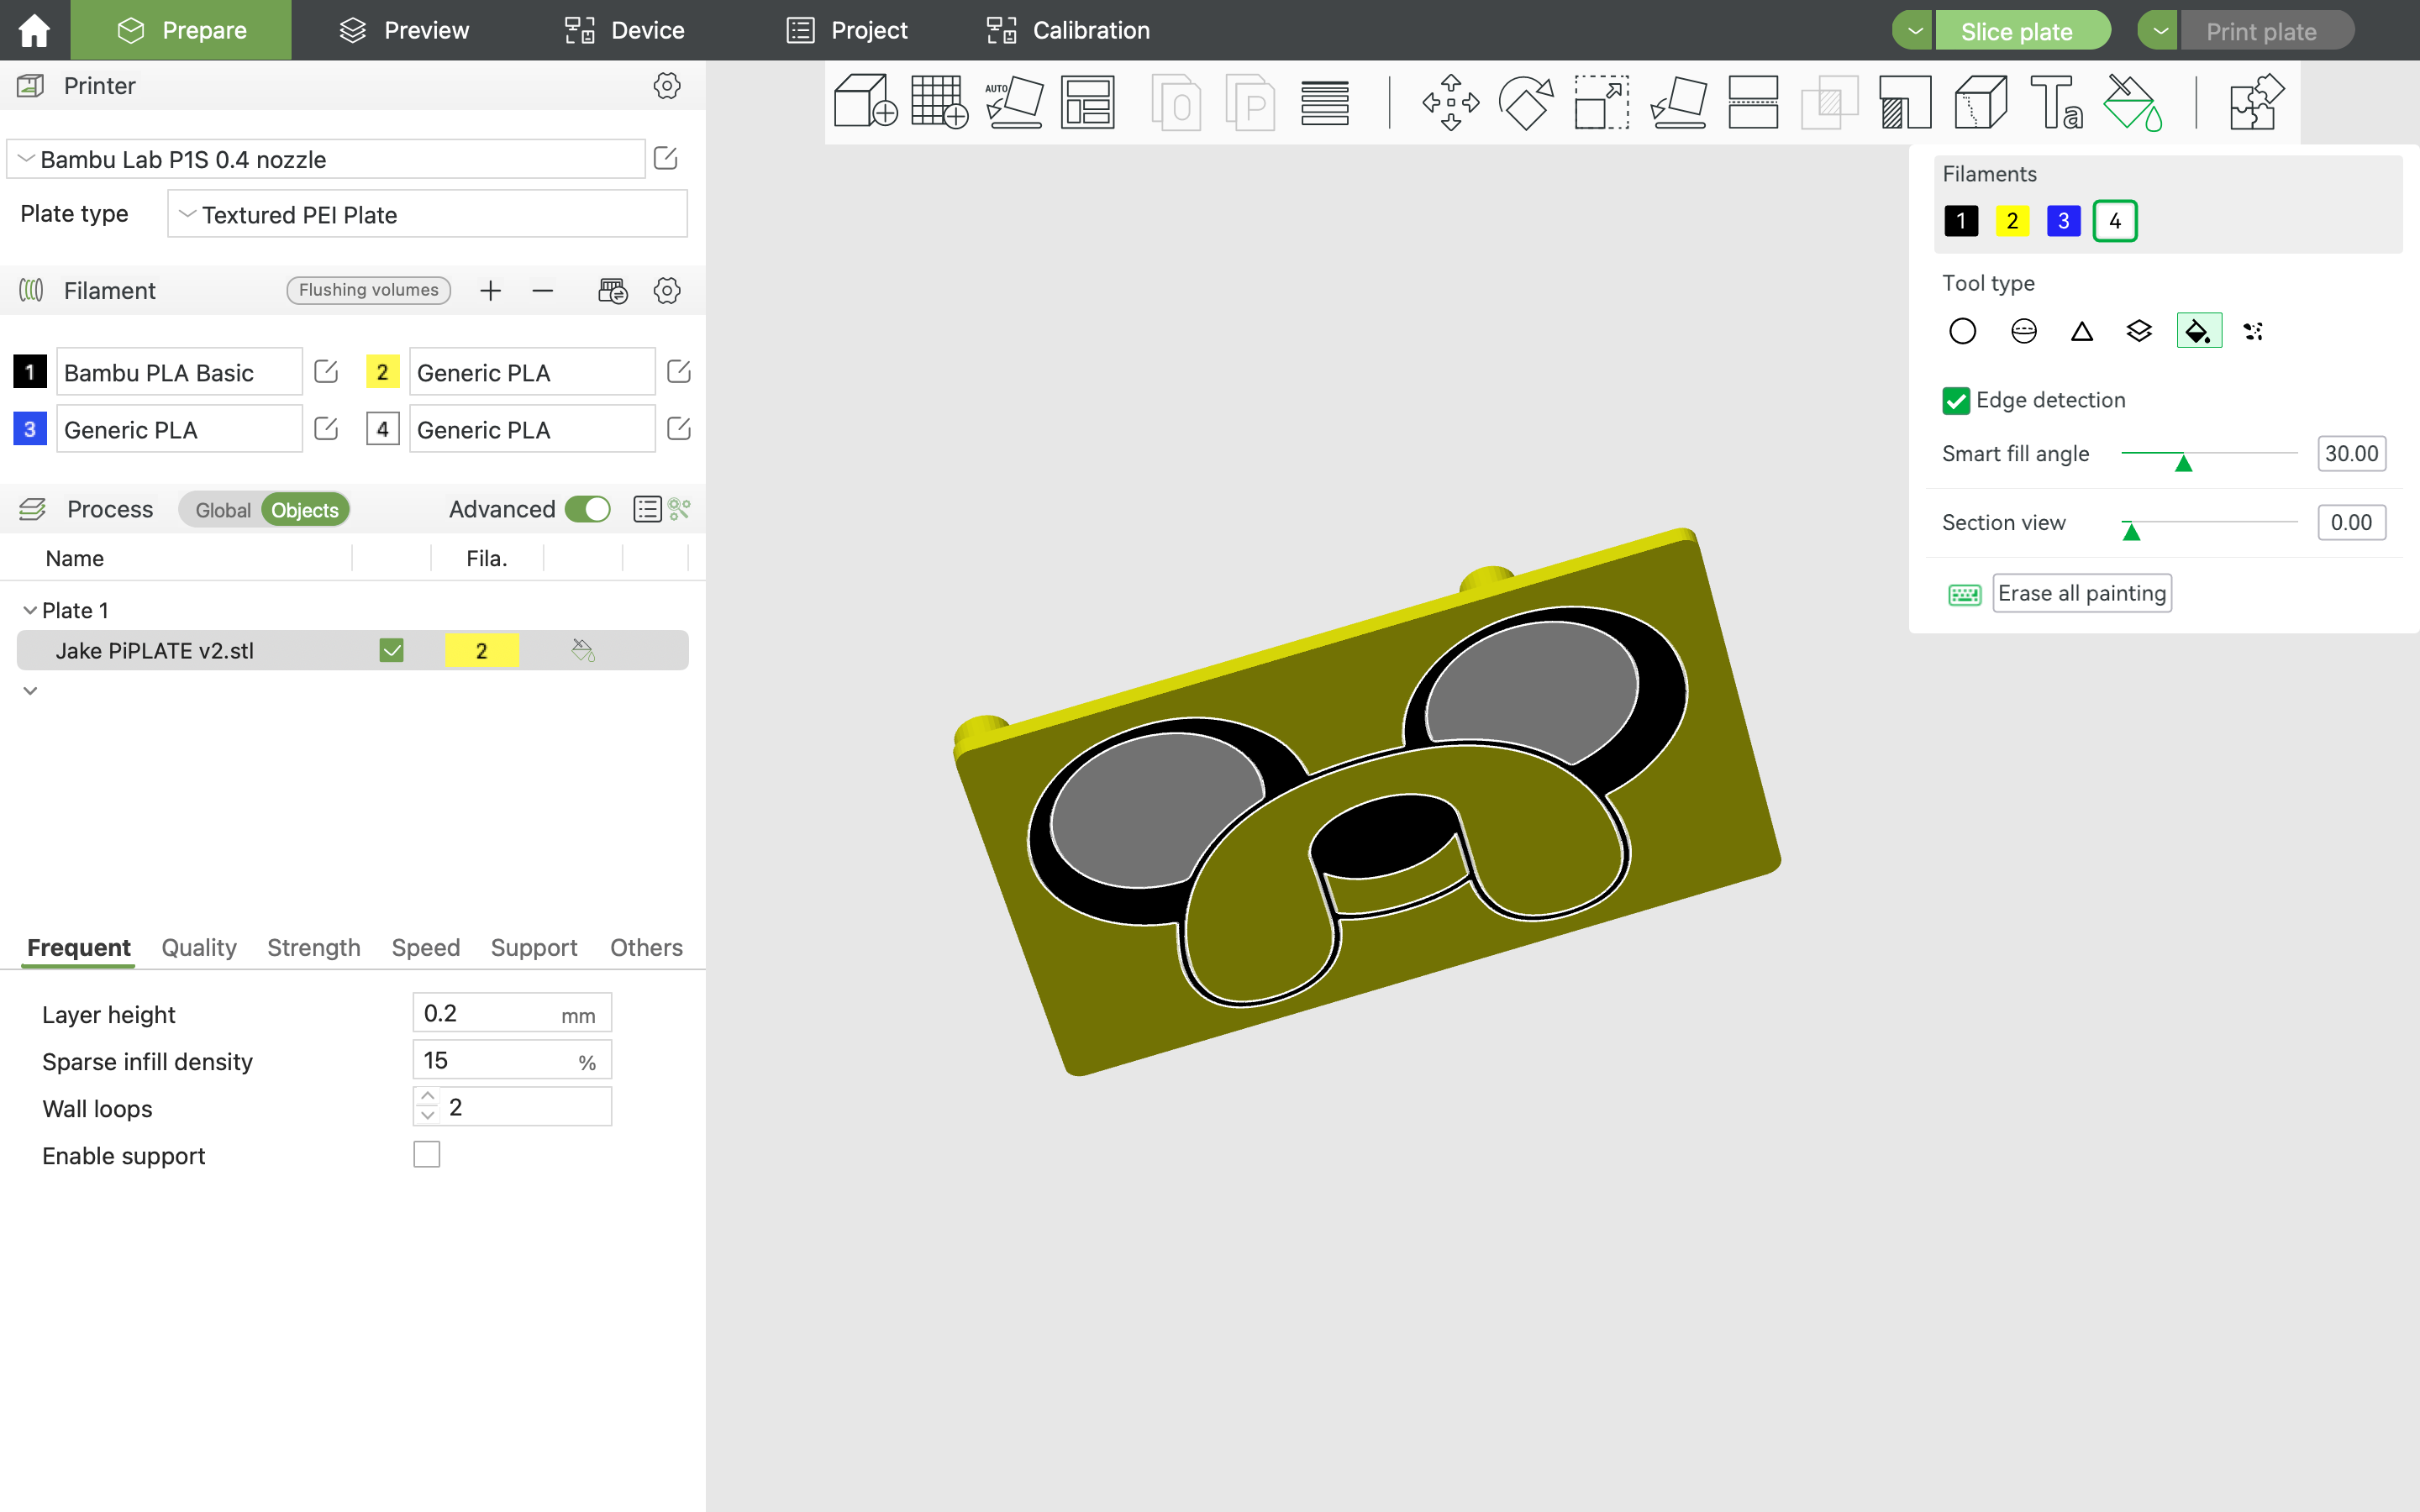 Prepare Preview Device Project Calibration Slice plate Print plate
Printer
Bambu Lab P1S 0.4 nozzle
Plate type Textured PEI Plate
Filament Flushing volumes
1 Bambu PLA Basic 2 Generic PLA
3 Generic PLA 4 Generic PLA
Process Global Objects Advanced
Name Fila.
Plate 1
Jake PiPLATE v2.stl 2
Frequent Quality Strength Speed Support Others
Layer height 0.2 mm
Sparse infill density 15 %
Wall loops 2
Enable support
AUTO O P Ta
Filaments
1 2 3 4
Tool type
Edge detection
Smart fill angle 30.00
Section view 0.00
Erase all painting